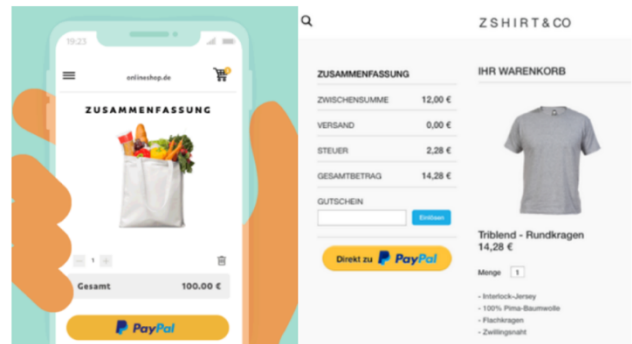 19:23
onlineshop.de
ZUSAMMENFASSUNG
1
Gesamt 100.00 €
PayPal
ZSHIRT&CO
ZUSAMMENFASSUNG
ZWISCHENSUMME 12,00 €
VERSAND 0,00 €
STEUER 2,28 €
GESAMTBETRAG 14,28 €
GUTSCHEIN
Einlösen
Direkt zu PayPal
IHR WARENKORB
Triblend - Rundkragen
14,28 €
Menge 1
- Interlock-Jersey
- 100% Pima-Baumwolle
- Flachkragen
- Zwillingsnaht